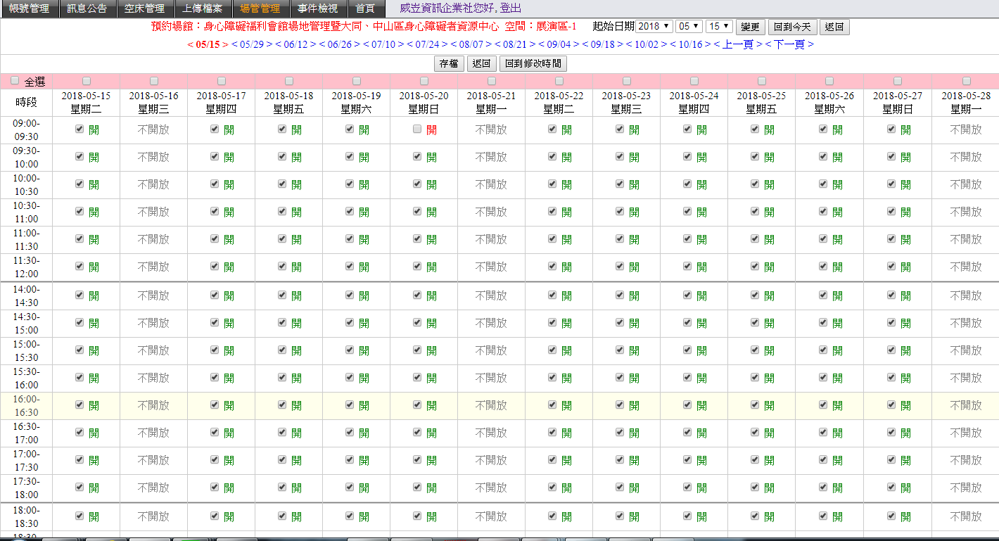 帳號管理 訊息公告 空床管理 上傳檔案 場管管理 事件檢視 首頁 威岦資訊企業社您好, 登出
預約場館：身心障礙福利會館場地管理暨大同、中山區身心障礙者資源中心 空間：展演區-1 起始日期 2018 05 15 變更 回到今天 返回
< 05/15 > < 05/29 > < 06/12 > < 06/26 > < 07/10 > < 07/24 > < 08/07 > < 08/21 > < 09/04 > < 09/18 > < 10/02 > < 10/16 > < 上一頁 > < 下一頁 >
存檔 返回 回到修改時間
全選
時段 2018-05-15 2018-05-16 2018-05-17 2018-05-18 2018-05-19 2018-05-20 2018-05-21 2018-05-22 2018-05-23 2018-05-24 2018-05-25 2018-05-26 2018-05-27 2018-05-28
星期二 星期三 星期四 星期五 星期六 星期日 星期一 星期二 星期三 星期四 星期五 星期六 星期日 星期一
09:00-
09:30 開 不開放 開 開 開 開 不開放 開 開 開 開 開 開 不開放
09:30-
10:00 開 不開放 開 開 開 開 不開放 開 開 開 開 開 開 不開放
10:00-
10:30 開 不開放 開 開 開 開 不開放 開 開 開 開 開 開 不開放
10:30-
11:00 開 不開放 開 開 開 開 不開放 開 開 開 開 開 開 不開放
11:00-
11:30 開 不開放 開 開 開 開 不開放 開 開 開 開 開 開 不開放
11:30-
12:00 開 不開放 開 開 開 開 不開放 開 開 開 開 開 開 不開放
14:00-
14:30 開 不開放 開 開 開 開 不開放 開 開 開 開 開 開 不開放
14:30-
15:00 開 不開放 開 開 開 開 不開放 開 開 開 開 開 開 不開放
15:00-
15:30 開 不開放 開 開 開 開 不開放 開 開 開 開 開 開 不開放
15:30-
16:00 開 不開放 開 開 開 開 不開放 開 開 開 開 開 開 不開放
16:00-
16:30 開 不開放 開 開 開 開 不開放 開 開 開 開 開 開 不開放
16:30-
17:00 開 不開放 開 開 開 開 不開放 開 開 開 開 開 開 不開放
17:00-
17:30 開 不開放 開 開 開 開 不開放 開 開 開 開 開 開 不開放
17:30-
18:00 開 不開放 開 開 開 開 不開放 開 開 開 開 開 開 不開放
18:00-
18:30 開 不開放 開 開 開 開 不開放 開 開 開 開 開 開 不開放
18:30-